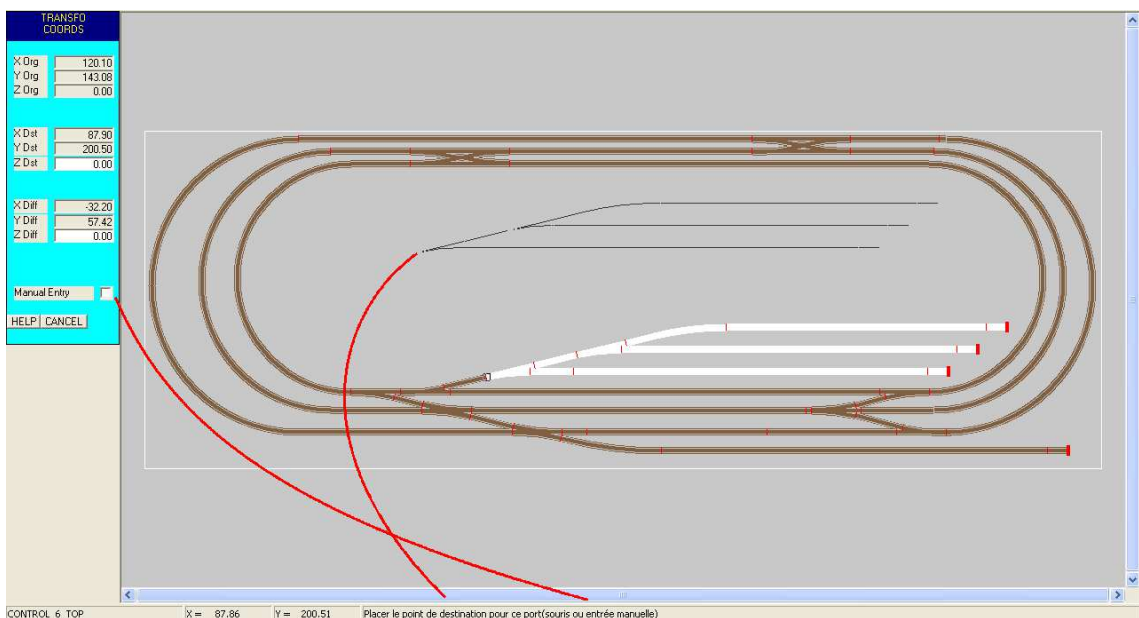 TRANSFO
COORDS
X Org 120.10
Y Org 143.08
Z Org 0.00
X Dst 87.90
Y Dst 200.50
Z Dst 0.00
X Diff -32.20
Y Diff 57.42
Z Diff 0.00
Manual Entry
HELP CANCEL
CONTROL 6 TOP X = 87.86 Y = 200.51 Placer le point de destination pour ce port(souris ou entrée manuelle)